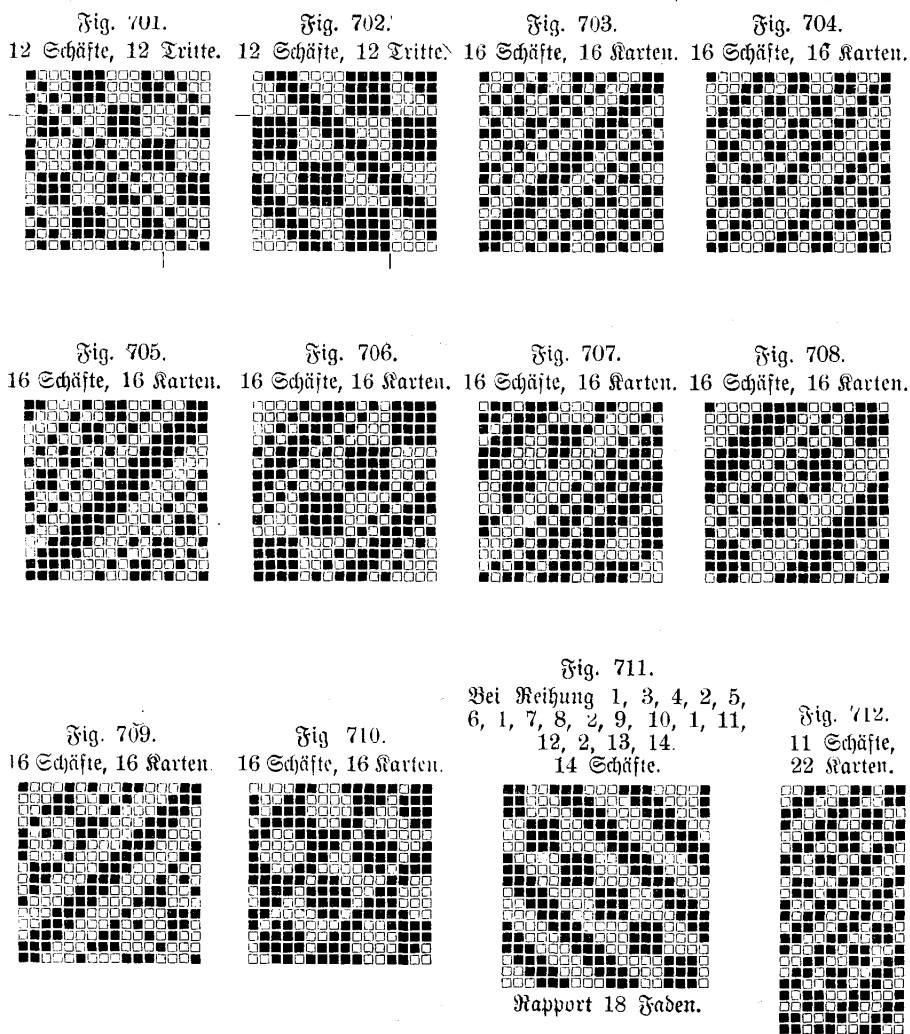 Fig. 701.
12 Schäfte, 12 Tritte.
Fig. 702.
12 Schäfte, 12 Tritte.
Fig. 703.
16 Schäfte, 16 Karten.
Fig. 704.
16 Schäfte, 16 Karten.
Fig. 705.
16 Schäfte, 16 Karten.
Fig. 706.
16 Schäfte, 16 Karten.
Fig. 707.
16 Schäfte, 16 Karten.
Fig. 708.
16 Schäfte, 16 Karten.
Fig. 709.
16 Schäfte, 16 Karten.
Fig 710.
16 Schäfte, 16 Karten.
Fig. 711.
Bei Reihung 1, 3, 4, 2, 5,
6, 1, 7, 8, 2, 9, 10, 1, 11,
12, 2, 13, 14.
14 Schäfte.
Rapport 18 Faden.
Fig. 712.
11 Schäfte,
22 Karten.